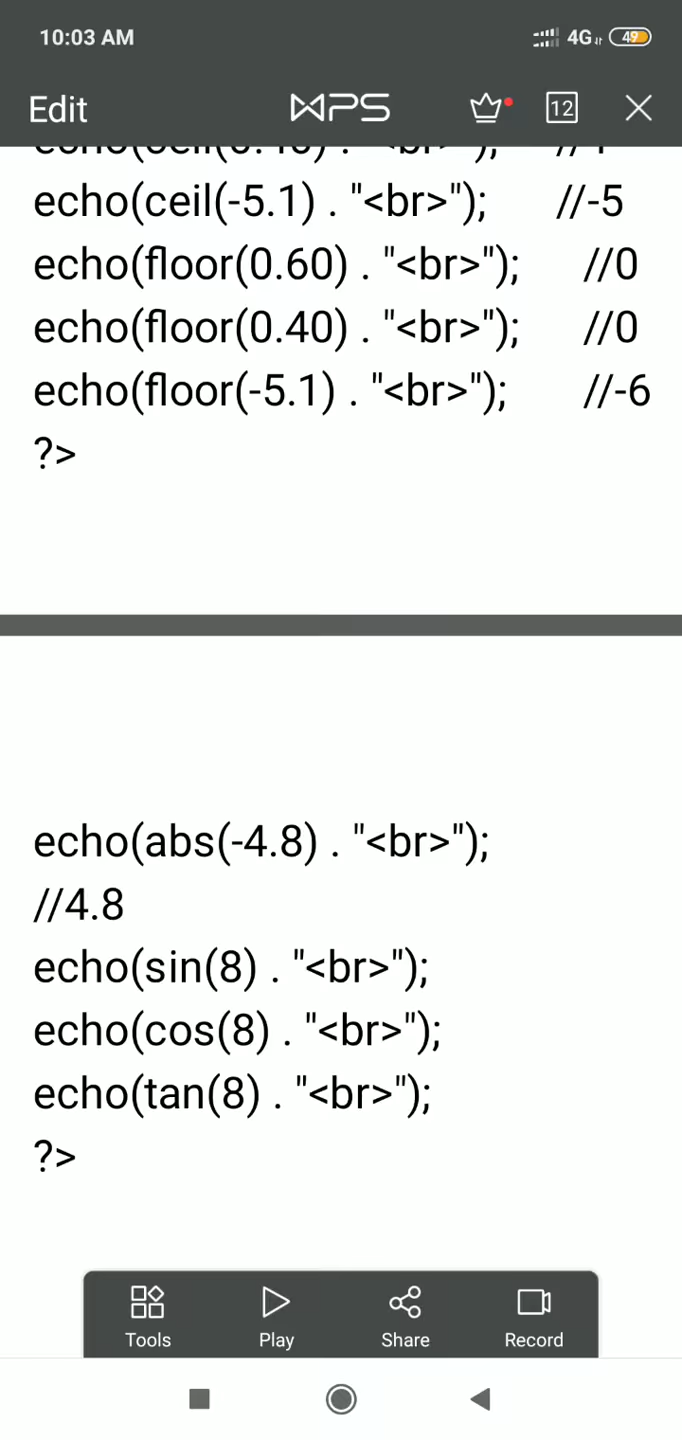 10:03 AM 4G 49
Edit WPS 12
echo(ceil(-5.1) . "<br>"); //-5
echo(floor(0.60) . "<br>"); //0
echo(floor(0.40) . "<br>"); //0
echo(floor(-5.1) . "<br>"); //-6
?>
echo(abs(-4.8) . "<br>");
//4.8
echo(sin(8) . "<br>");
echo(cos(8) . "<br>");
echo(tan(8) . "<br>");
?>
Tools Play Share Record